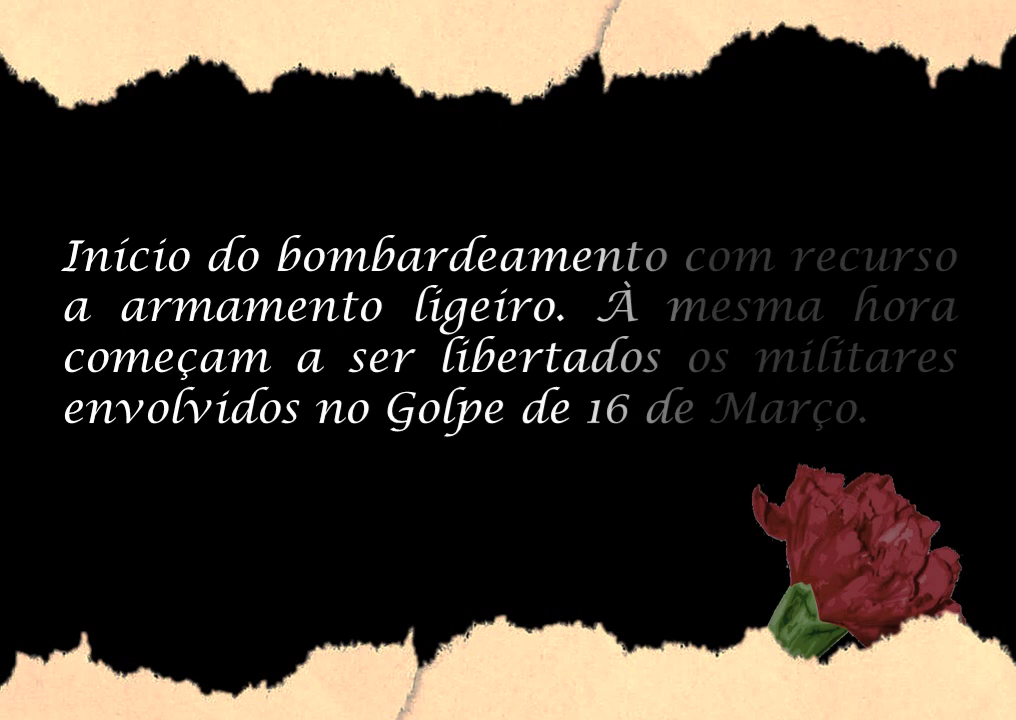 Início do bombardeamento com recurso
a armamento ligeiro. À mesma hora
começam a ser libertados os militares
envolvidos no Golpe de 16 de Março.